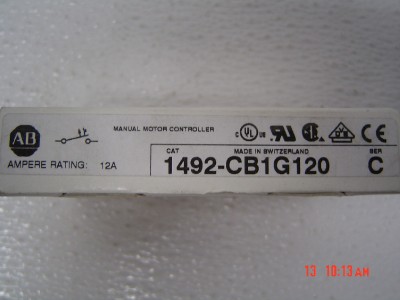 MANUAL MOTOR CONTROLLER
AB
AMPERE RATING: 12A
CAT
MADE IN SWITZERLAND
SER
1492-CB1G120
C
13 10:13AM